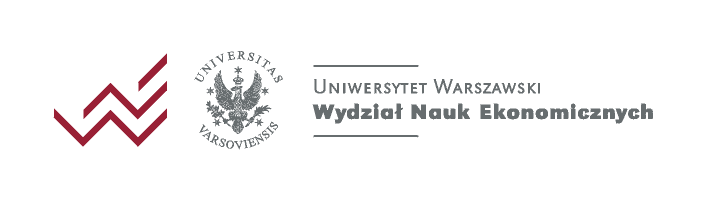 UNIVERSITAS
VARSOVIENSIS
UNIWERSYTET WARSZAWSKI
Wydział Nauk Ekonomicznych